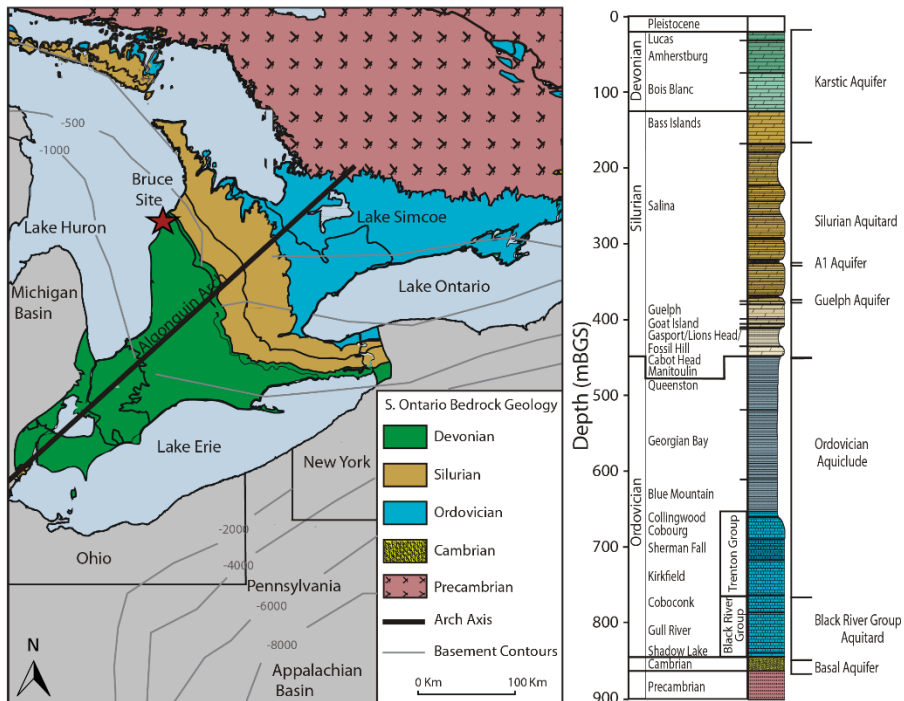 -500
-1000
Bruce
Site
Lake Huron
Lake Simcoe
Michigan
Basin
Algonquin Arch
Lake Ontario
Lake Erie
New York
Ohio
-2000
-4000
Pennsylvania
-6000
-8000
Appalachian
Basin
N
S. Ontario Bedrock Geology
Devonian
Silurian
Ordovician
Cambrian
Precambrian
Arch Axis
Basement Contours
0 Km
100 Km
Depth (mBGS)
0
100
200
300
400
500
600
700
800
900
Devonian
Silurian
Ordovician
Pleistocene
Lucas
Amherstburg
Bois Blanc
Bass Islands
Salina
Guelph
Goat Island
Gasport/Lions Head/
Fossil Hill
Cabot Head
Manitoulin
Queenston
Georgian Bay
Blue Mountain
Collingwood
Cobourg
Sherman Fall
Kirkfield
Coboconk
Gull River
Shadow Lake
Cambrian
Precambrian
Trenton Group
Black River
Group
Karstic Aquifer
Silurian Aquitard
A1 Aquifer
Guelph Aquifer
Ordovician
Aquiclude
Black River Group
Aquitard
Basal Aquifer